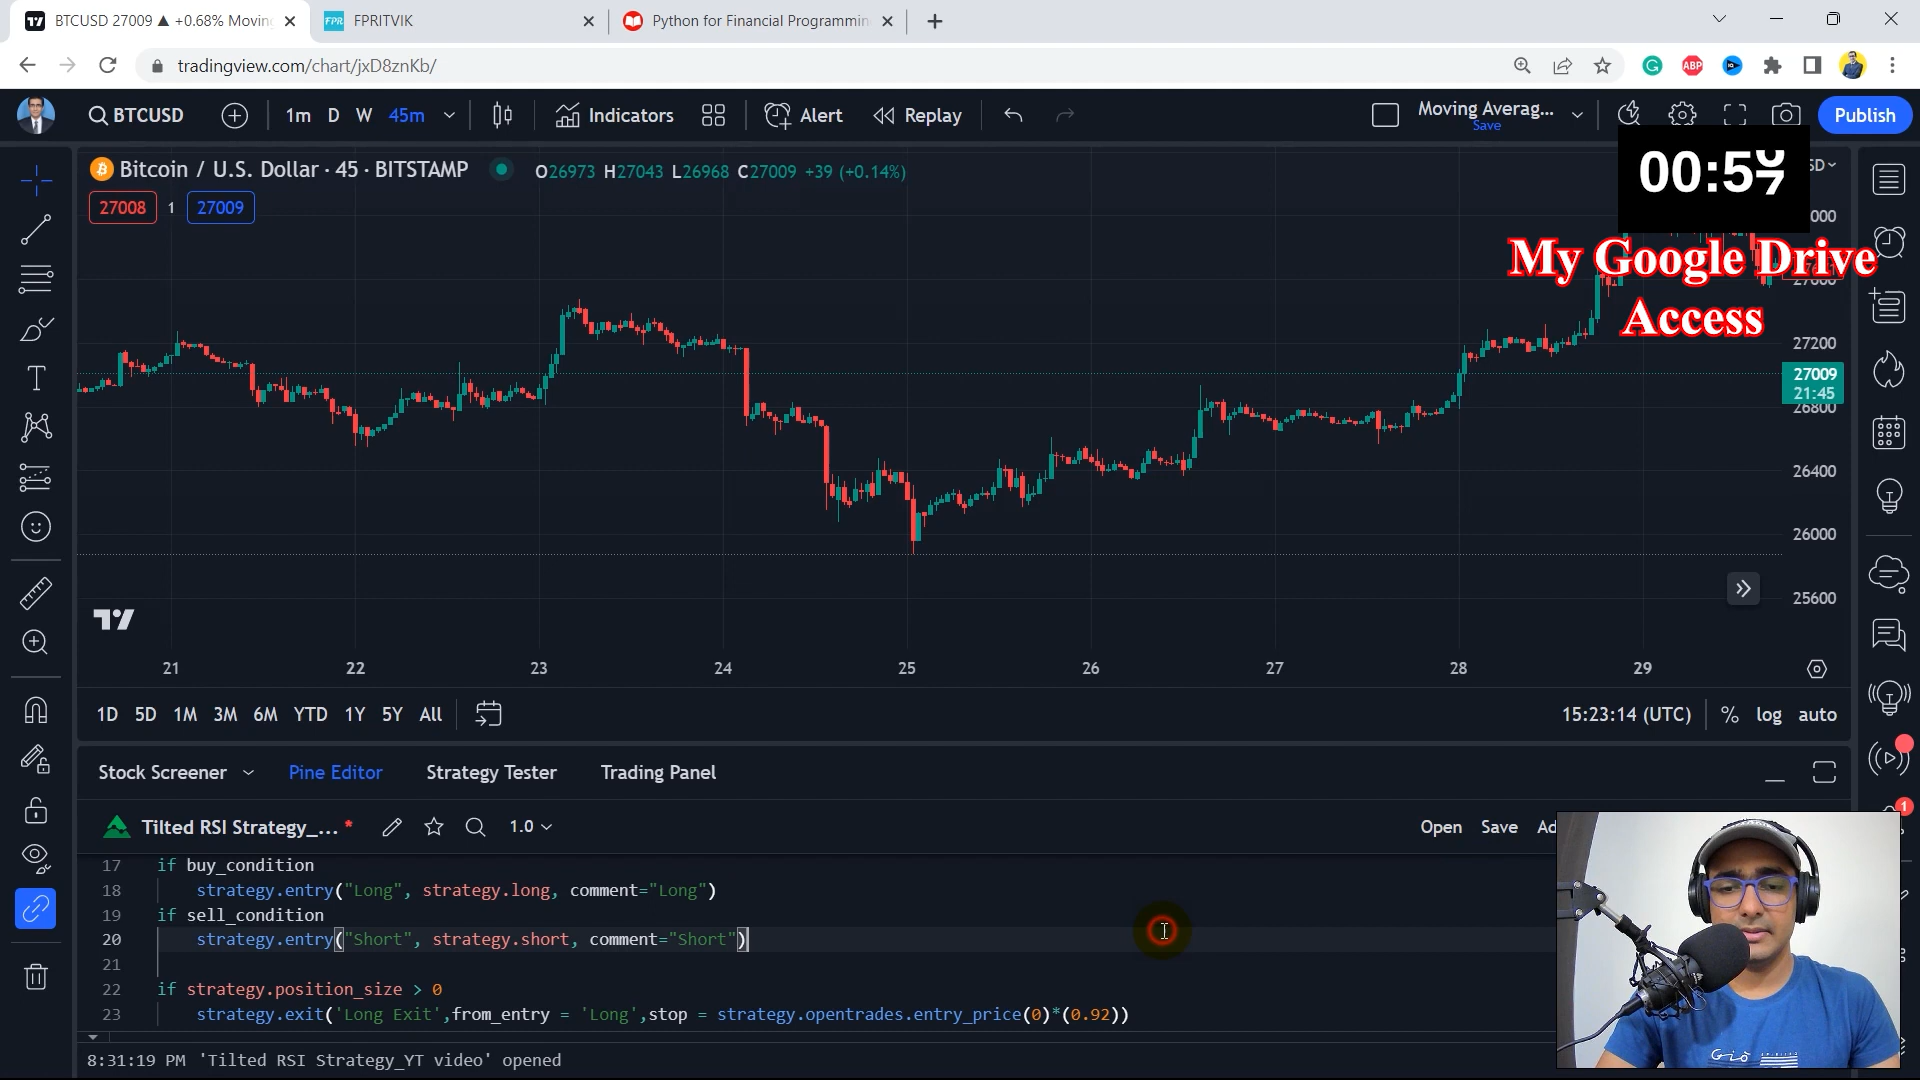 BTCUSD 27009 ▲ +0.68% Moving
FPR FPRITVIK
Python for Financial Programmin
tradingview.com/chart/jxD8znKb/
ABP
BTCUSD
1m D W 45m
Indicators
Alert
Replay
Moving Averag...
Save
Publish
Bitcoin / U.S. Dollar · 45 · BITSTAMP
O26973 H27043 L26968 C27009 +39 (+0.14%)
27008 1 27009
My Google Drive
Access
27200
27009
21:45
26800
26400
26000
25600
21 22 23 24 25 26 27 28 29
1D 5D 1M 3M 6M YTD 1Y 5Y All
15:23:14 (UTC) % log auto
Stock Screener Pine Editor Strategy Tester Trading Panel
Tilted RSI Strategy_... *
1.0
Open Save
17 if buy_condition
18 strategy.entry("Long", strategy.long, comment="Long")
19 if sell_condition
20 strategy.entry("Short", strategy.short, comment="Short")
21
22 if strategy.position_size > 0
23 strategy.exit('Long Exit',from_entry = 'Long',stop = strategy.opentrades.entry_price(0)*(0.92))
8:31:19 PM 'Tilted RSI Strategy_YT video' opened
1